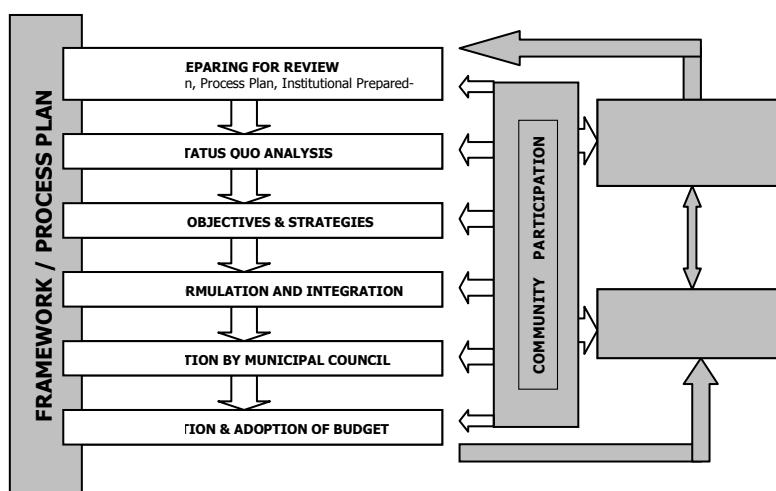 FRAMEWORK / PROCESS PLAN
EPARING FOR REVIEW
n, Process Plan, Institutional Prepared-
TATUS QUO ANALYSIS
OBJECTIVES & STRATEGIES
RMULATION AND INTEGRATION
TION BY MUNICIPAL COUNCIL
TION & ADOPTION OF BUDGET
COMMUNITY PARTICIPATION